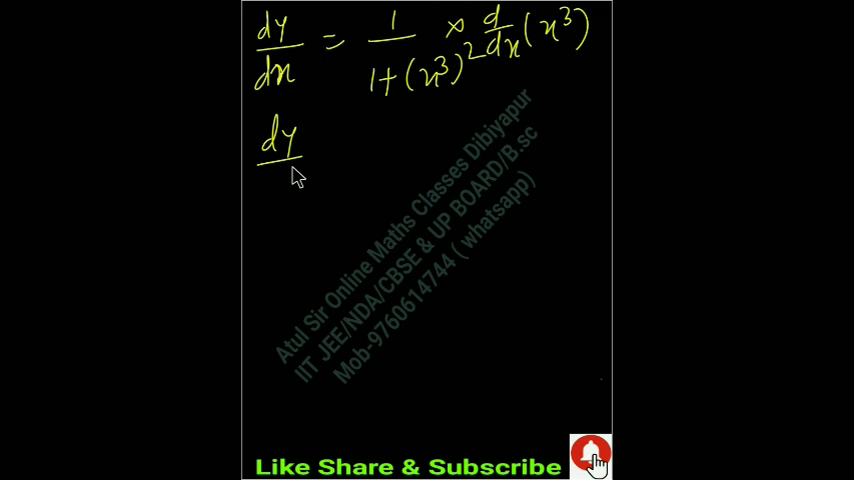 dy/dx = 1/(1+(x³)²) × d/dx (x³)
dy
Atul Sir Online Maths Classes Dibiyapur
IIT JEE/NDA/CBSE & UP BOARD/B.sc
Mob-9760614744 ( whatsapp)
Like Share & Subscribe